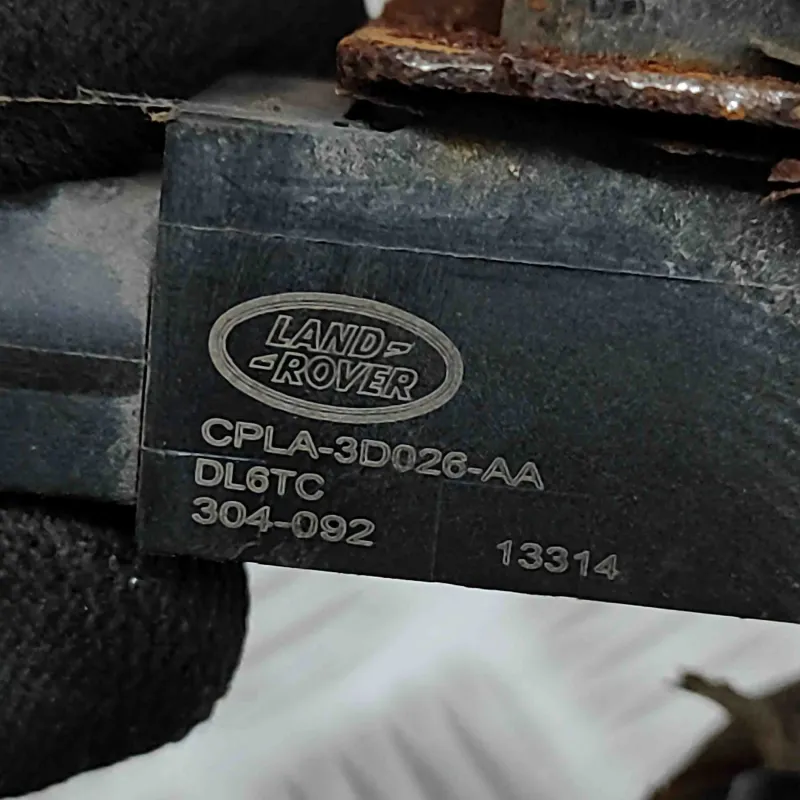 LAND-
-ROVER
CPLA-3D026-AA
DL6TC
304-092
13314